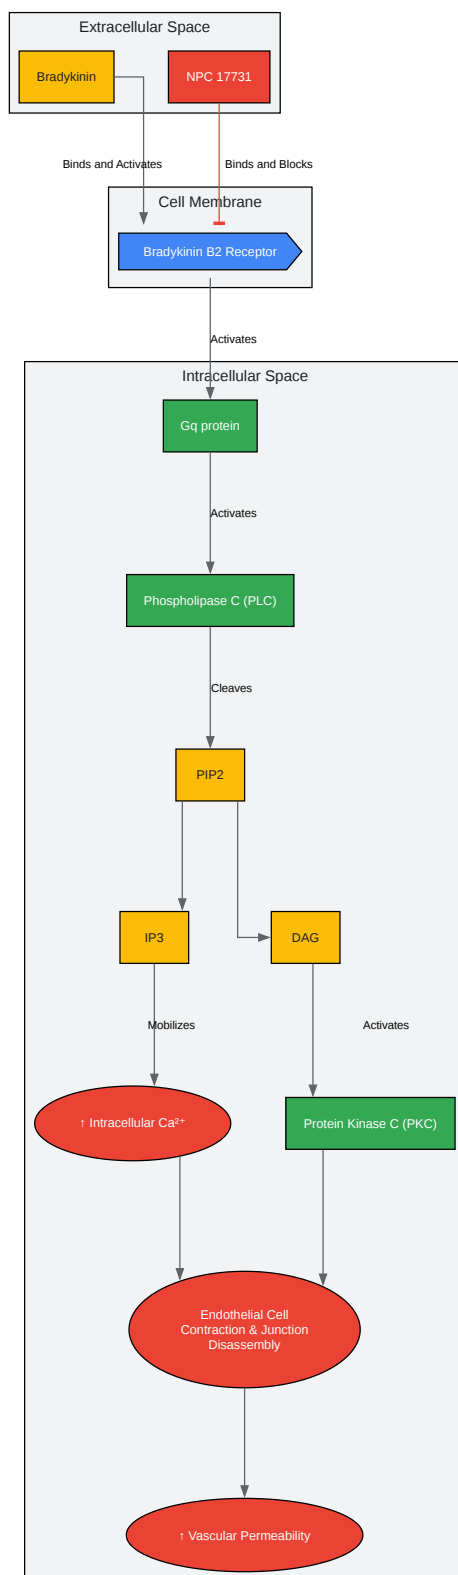 Extracellular Space
Bradykinin
NPC 17731
Binds and Activates
Binds and Blocks
Cell Membrane
Bradykinin B2 Receptor
Activates
Intracellular Space
Gq protein
Activates
Phospholipase C (PLC)
Cleaves
PIP2
IP3
DAG
Mobilizes
Activates
↑ Intracellular Ca²⁺
Protein Kinase C (PKC)
Endothelial Cell
Contraction & Junction
Disassembly
↑ Vascular Permeability